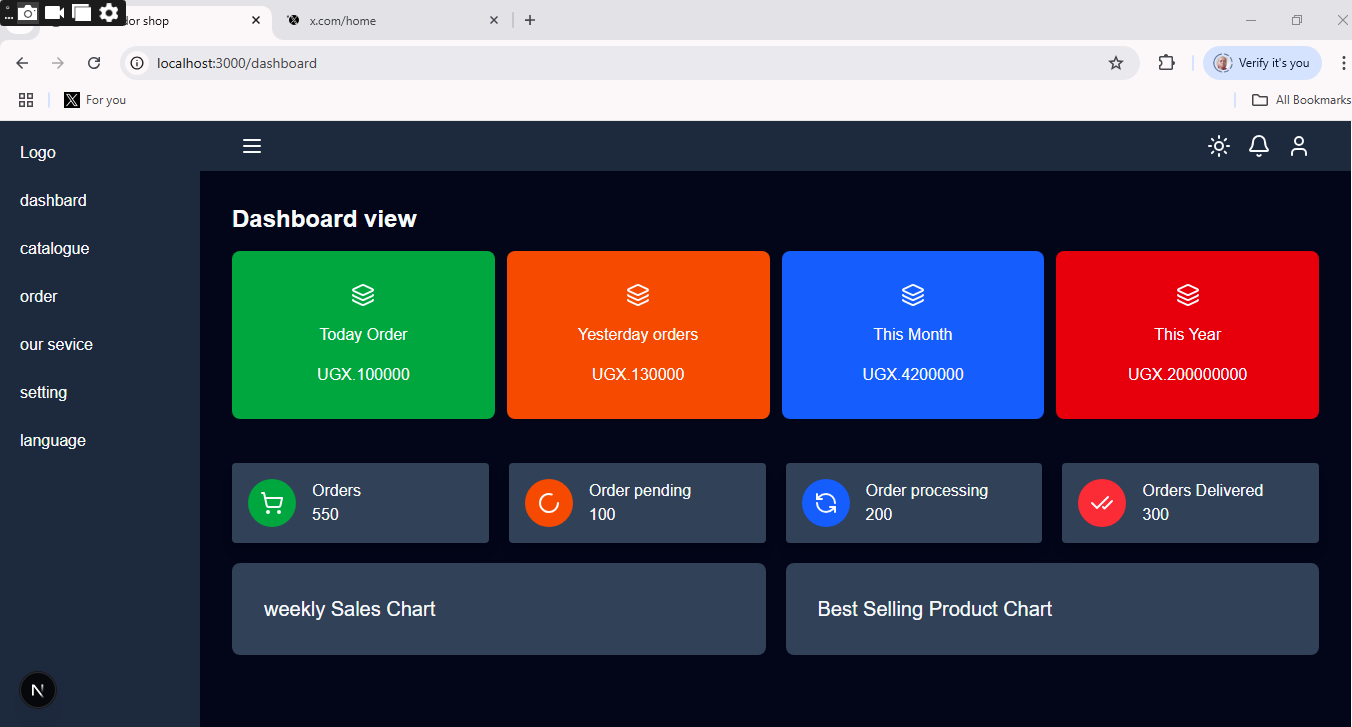 dor shop
x.com/home
localhost:3000/dashboard
Verify it's you
For you
All Bookmarks
Logo
dashbard
catalogue
order
our sevice
setting
language
Dashboard view
Today Order
UGX.100000
Yesterday orders
UGX.130000
This Month
UGX.4200000
This Year
UGX.200000000
Orders
550
Order pending
100
Order processing
200
Orders Delivered
300
weekly Sales Chart
Best Selling Product Chart
N